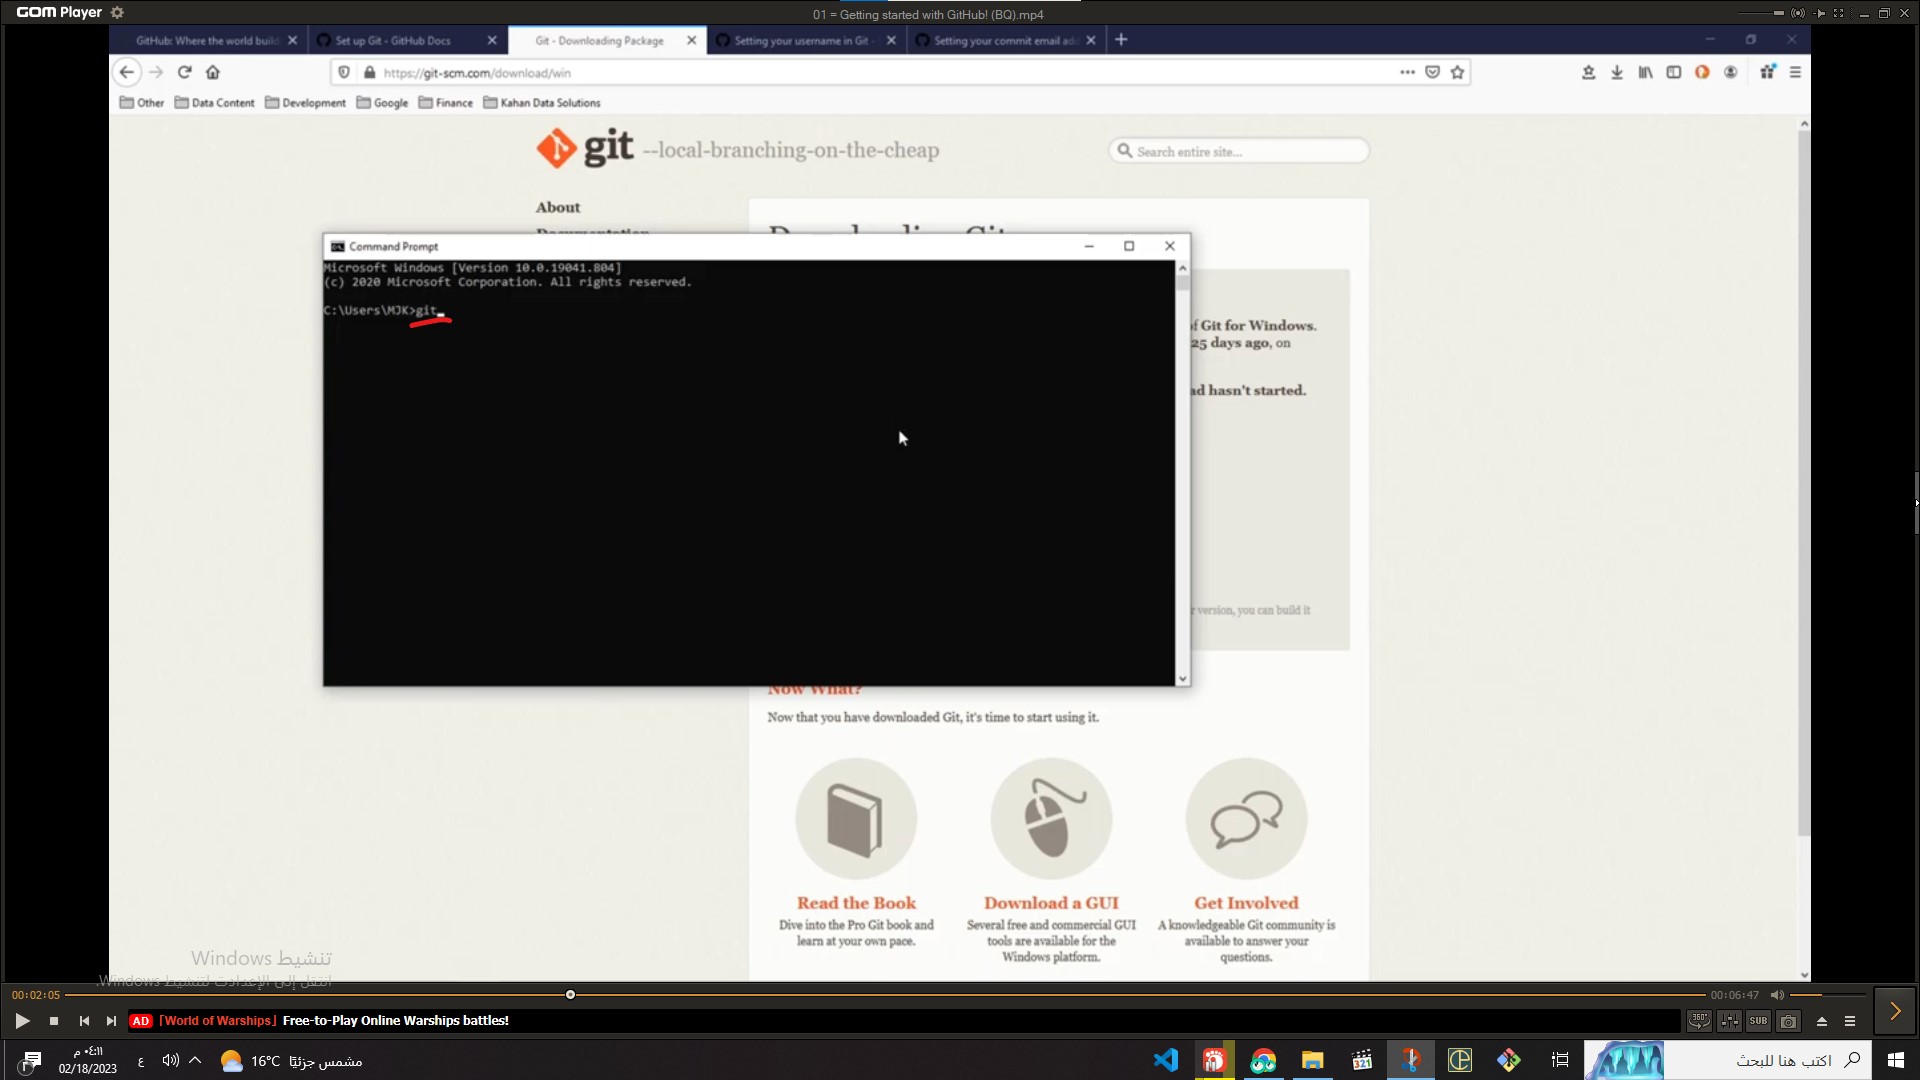 GOM Player
01 = Getting started with GitHub! (BQ).mp4
GitHub: Where the world build
Set up Git - GitHub Docs
Git - Downloading Package
Setting your username in Git -
Setting your commit email add
https://git-scm.com/download/win
Other
Data Content
Development
Google
Finance
Kahan Data Solutions
git --local-branching-on-the-cheap
Search entire site...
About
Documentation
Downloading Git
Command Prompt
Microsoft Windows [Version 10.0.19041.804]
(c) 2020 Microsoft Corporation. All rights reserved.
C:\Users\MJK>git_
of Git for Windows.
25 days ago, on
ad hasn't started.
r version, you can build it
Now What?
Now that you have downloaded Git, it's time to start using it.
Read the Book
Dive into the Pro Git book and
learn at your own pace.
Download a GUI
Several free and commercial GUI
tools are available for the
Windows platform.
Get Involved
A knowledgeable Git community is
available to answer your
questions.
تنشيط Windows
انتقل إلى الإعدادات لتنشيط Windows.
00:02:05
00:06:47
AD [World of Warships] Free-to-Play Online Warships battles!
360°
SUB
٠٤:١١ م
02/18/2023
ع
16°C مشمس جزئيًا
321
اكتب هنا للبحث